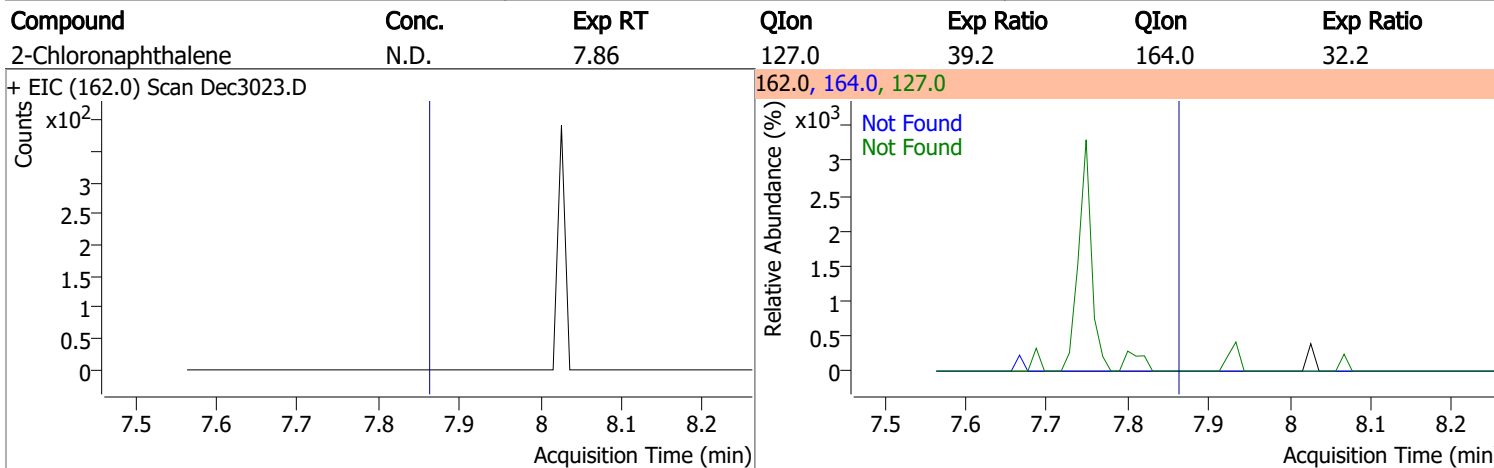 Compound Conc. Exp RT QIon Exp Ratio QIon Exp Ratio
2-Chloronaphthalene N.D. 7.86 127.0 39.2 164.0 32.2
+ EIC (162.0) Scan Dec3023.D
Counts
x10²
3
2.5
2
1.5
1
0.5
0
7.5 7.6 7.7 7.8 7.9 8 8.1 8.2
Acquisition Time (min)
162.0, 164.0, 127.0
Relative Abundance (%)
x10³
Not Found
Not Found
3
2.5
2
1.5
1
0.5
0
7.5 7.6 7.7 7.8 7.9 8 8.1 8.2
Acquisition Time (min